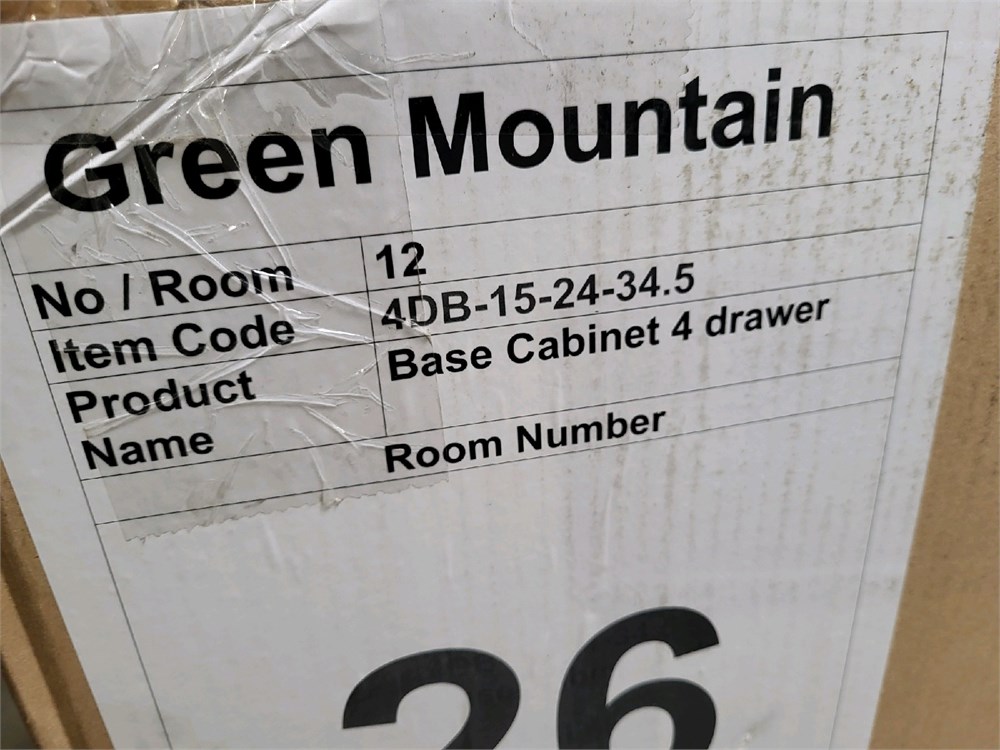 Green Mountain
No / Room 12
Item Code 4DB-15-24-34.5
Product Base Cabinet 4 drawer
Name
Room Number
26